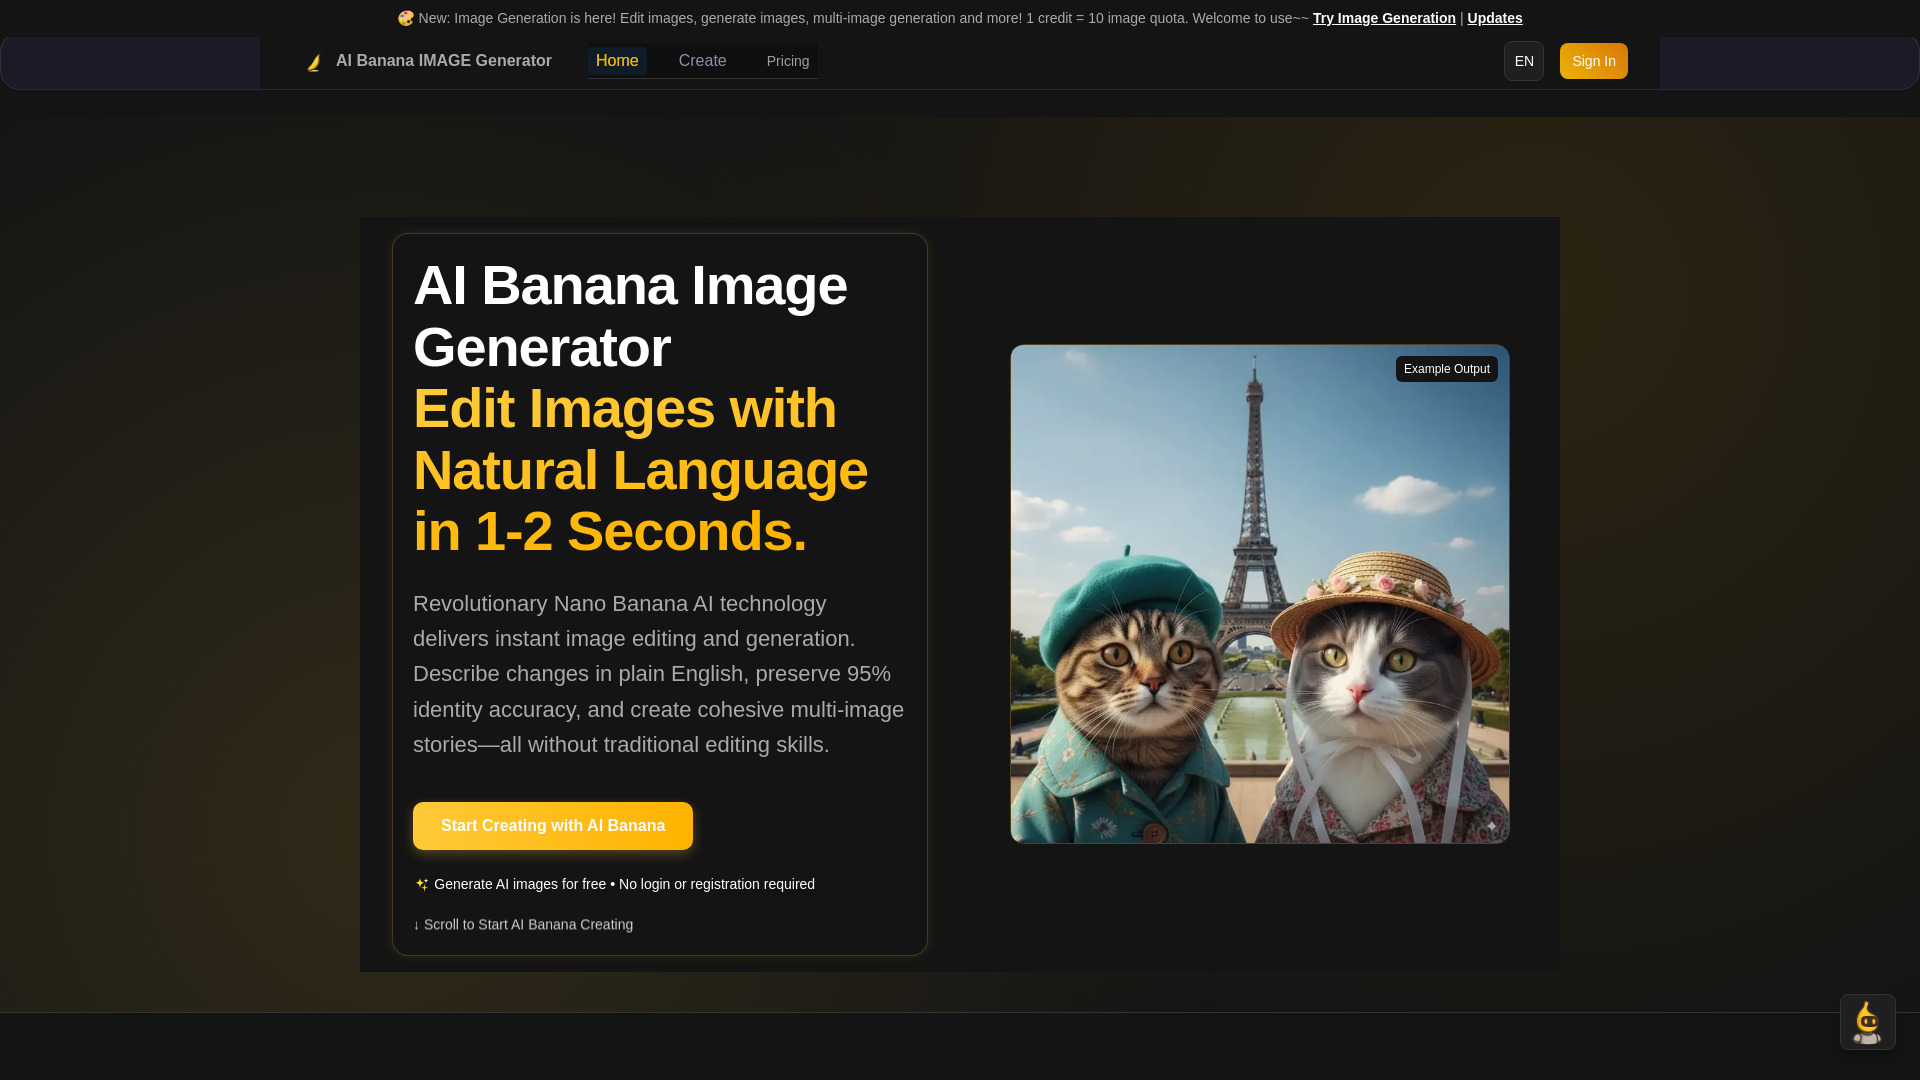 🎨 New: Image Generation is here! Edit images, generate images, multi-image generation and more! 1 credit = 10 image quota. Welcome to use~~ Try Image Generation | Updates
AI Banana IMAGE Generator
Home
Create
Pricing
EN
Sign In
AI Banana Image
Generator
Edit Images with
Natural Language
in 1-2 Seconds.
Revolutionary Nano Banana AI technology
delivers instant image editing and generation.
Describe changes in plain English, preserve 95%
identity accuracy, and create cohesive multi-image
stories—all without traditional editing skills.
Start Creating with AI Banana
✨ Generate AI images for free • No login or registration required
↓ Scroll to Start AI Banana Creating
Example Output